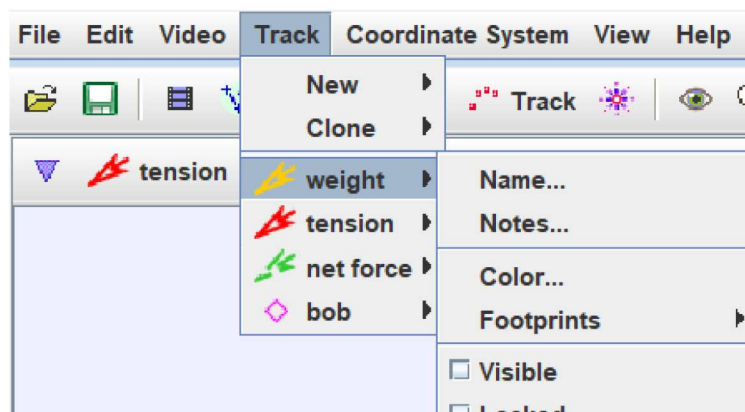 File Edit Video Track Coordinate System View Help
New
Clone
Track
tension
weight
tension
net force
bob
Name...
Notes...
Color...
Footprints
Visible
Locked